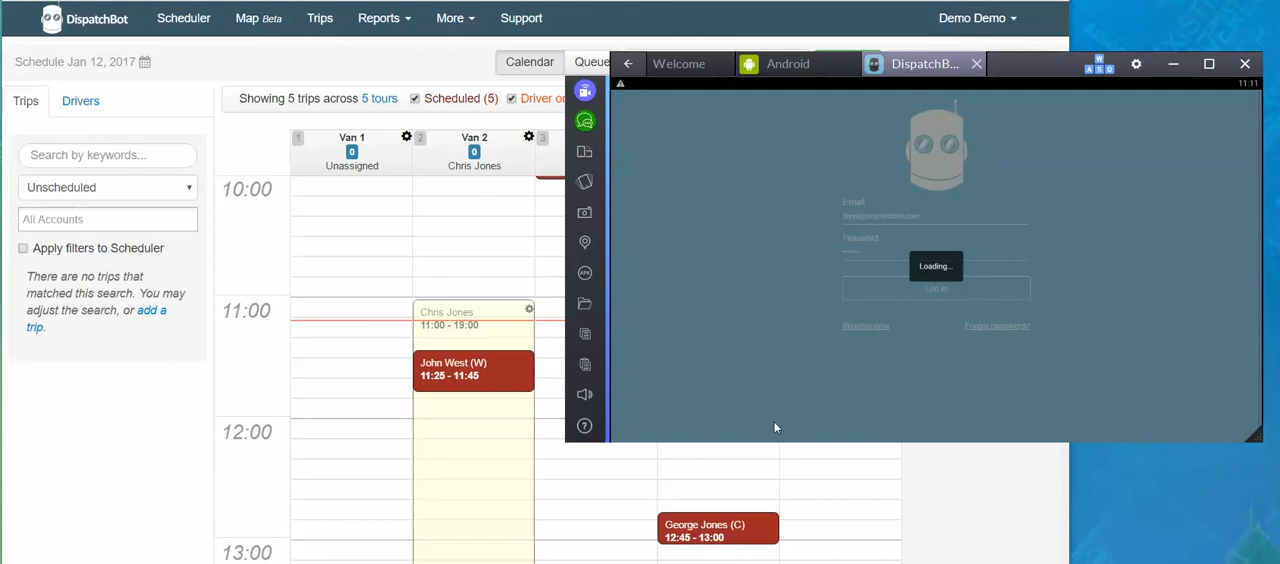 DispatchBot Scheduler Map Beta Trips Reports More Support Demo Demo
Schedule Jan 12, 2017 Calendar Queue
Trips Drivers
Showing 5 trips across 5 tours Scheduled (5) Driver on
Search by keywords...
Unscheduled
All Accounts
Apply filters to Scheduler
There are no trips that
matched this search. You may
adjust the search, or add a
trip.
1 Van 1 2 Van 2 3
0 0
Unassigned Chris Jones
10:00
11:00
Chris Jones
11:00 - 19:00
John West (W)
11:25 - 11:45
12:00
George Jones (C)
12:45 - 13:00
13:00
Welcome Android DispatchB...
W
A S D
11:11
APK
?
E-mail
chris@dispatchbot.com
Password
Loading...
Log in
Register now Forgot password?